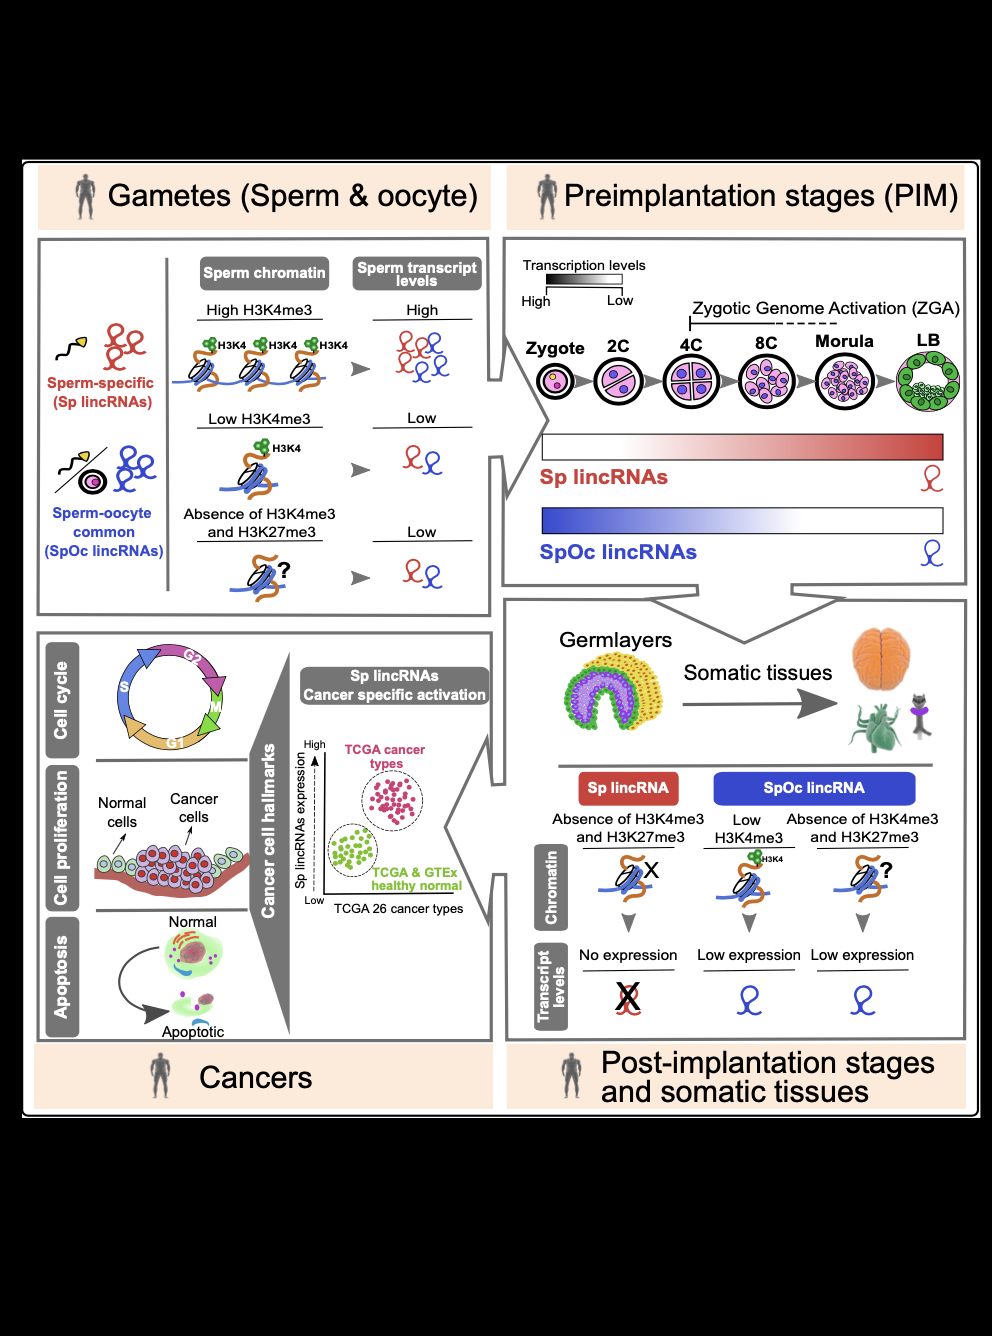 Gametes (Sperm & oocyte)
Sperm chromatin
Sperm transcript
levels
High H3K4me3
High
H3K4
H3K4
H3K4
Sperm-specific
(Sp lincRNAs)
Low H3K4me3
Low
H3K4
Sperm-oocyte
common
(SpOc lincRNAs)
Absence of H3K4me3
and H3K27me3
Low
?
Preimplantation stages (PIM)
Transcription levels
High
Low
Zygotic Genome Activation (ZGA)
Zygote
2C
4C
8C
Morula
LB
Sp lincRNAs
SpOc lincRNAs
Germlayers
Somatic tissues
Sp lincRNA
SpOc lincRNA
Absence of H3K4me3
and H3K27me3
Low
H3K4me3
Absence of H3K4me3
and H3K27me3
Chromatin
X
H3K4
?
Transcript
levels
No expression
Low expression
Low expression
X
Post-implantation stages
and somatic tissues
Cell cycle
G2
S
M
G1
Cell proliferation
Normal
cells
Cancer
cells
Apoptosis
Normal
Apoptotic
Cancer cell hallmarks
Sp lincRNAs
Cancer specific activation
Sp lincRNAs expression
High
Low
TCGA cancer
types
TCGA & GTEx
healthy normal
TCGA 26 cancer types
Cancers